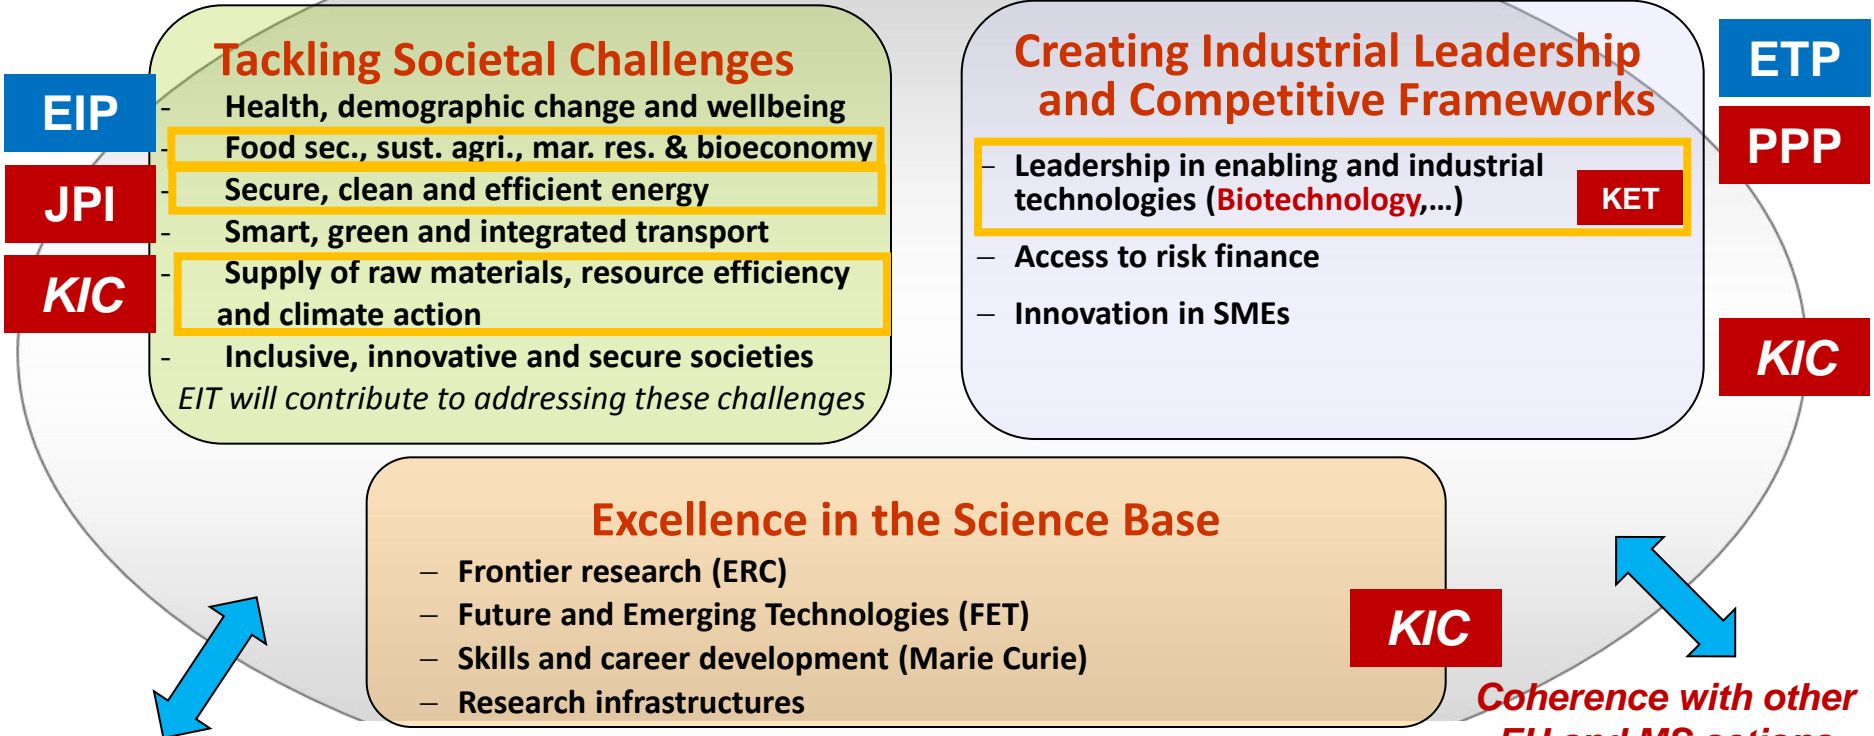 Tackling Societal Challenges
EIP
- Health, demographic change and wellbeing
- Food sec., sust. agri., mar. res. & bioeconomy
JPI
- Secure, clean and efficient energy
- Smart, green and integrated transport
KIC
- Supply of raw materials, resource efficiency
and climate action
- Inclusive, innovative and secure societies
EIT will contribute to addressing these challenges
Creating Industrial Leadership
and Competitive Frameworks
ETP
PPP
– Leadership in enabling and industrial
technologies (Biotechnology,…)
KET
– Access to risk finance
– Innovation in SMEs
KIC
Excellence in the Science Base
– Frontier research (ERC)
– Future and Emerging Technologies (FET)
– Skills and career development (Marie Curie)
– Research infrastructures
KIC
Coherence with other
EU and MS actions